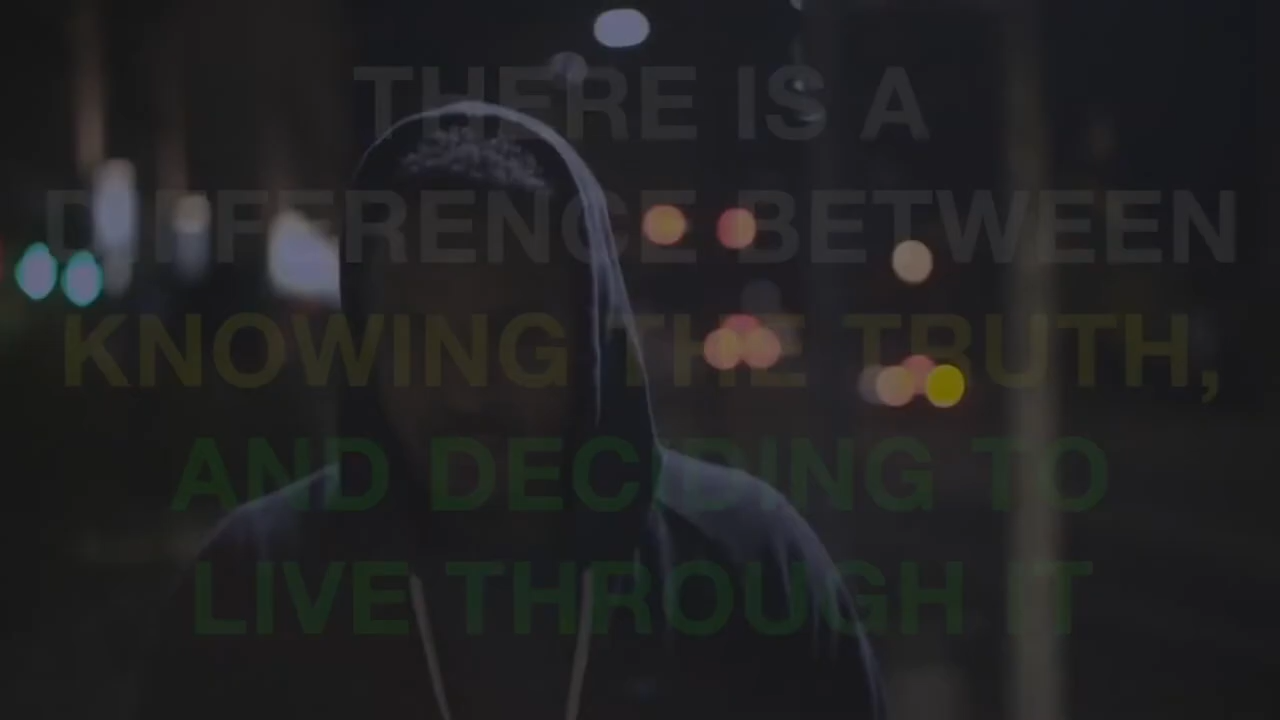 THERE IS A
DIFFERENCE BETWEEN
KNOWING THE TRUTH,
AND DECIDING TO
LIVE THROUGH IT